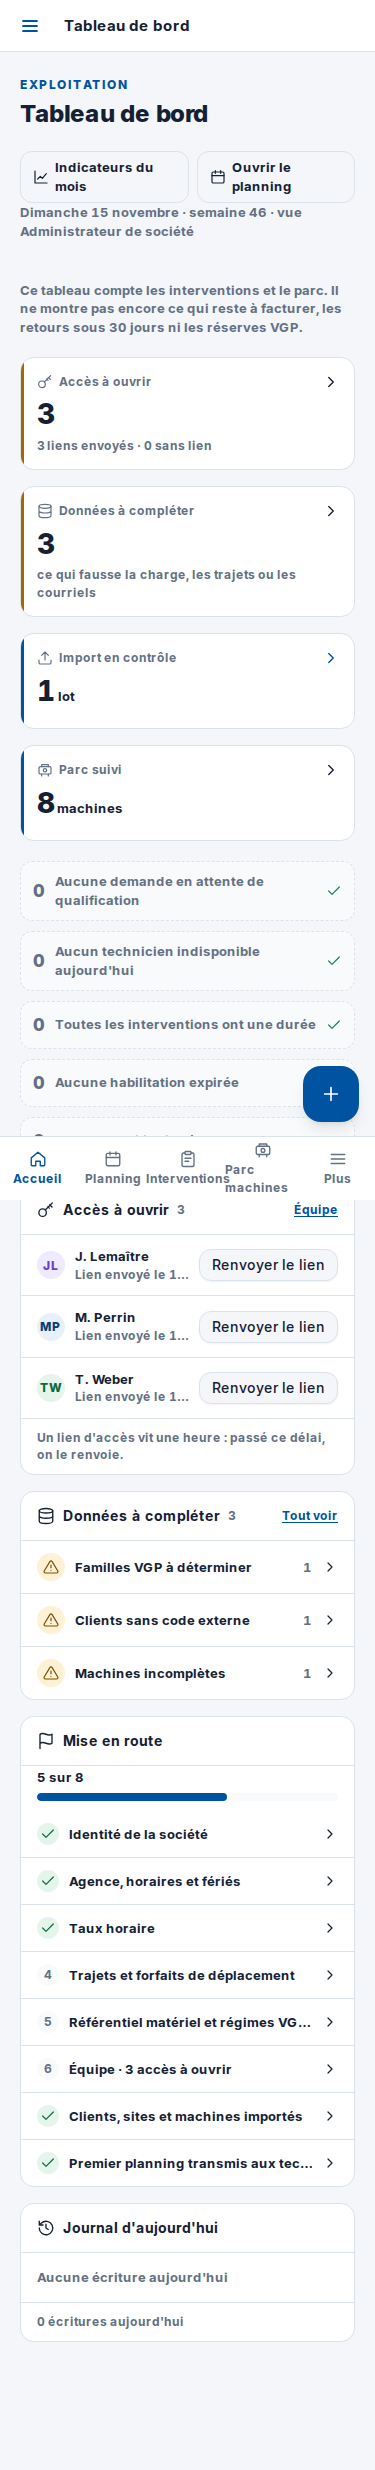 Tableau de bord
EXPLOITATION
Tableau de bord
Indicateurs du
mois
Ouvrir le
planning
Dimanche 15 novembre · semaine 46 · vue
Administrateur de société
Ce tableau compte les interventions et le parc. Il
ne montre pas encore ce qui reste à facturer, les
retours sous 30 jours ni les réserves VGP.
Accès à ouvrir
3
3 liens envoyés · 0 sans lien
Données à compléter
3
ce qui fausse la charge, les trajets ou les
courriels
Import en contrôle
1 lot
Parc suivi
8 machines
0 Aucune demande en attente de
qualification
0 Aucun technicien indisponible
aujourd'hui
0 Toutes les interventions ont une durée
0 Aucune habilitation expirée
Accueil
Planning
Interventions
Parc
machines
Plus
Accès à ouvrir 3
Équipe
JL J. Lemaître
Lien envoyé le 1...
Renvoyer le lien
MP M. Perrin
Lien envoyé le 1...
Renvoyer le lien
TW T. Weber
Lien envoyé le 1...
Renvoyer le lien
Un lien d'accès vit une heure : passé ce délai,
on le renvoie.
Données à compléter 3
Tout voir
Familles VGP à déterminer 1
Clients sans code externe 1
Machines incomplètes 1
Mise en route
5 sur 8
Identité de la société
Agence, horaires et fériés
Taux horaire
4 Trajets et forfaits de déplacement
5 Référentiel matériel et régimes VG...
6 Équipe · 3 accès à ouvrir
Clients, sites et machines importés
Premier planning transmis aux tec...
Journal d'aujourd'hui
Aucune écriture aujourd'hui
0 écritures aujourd'hui